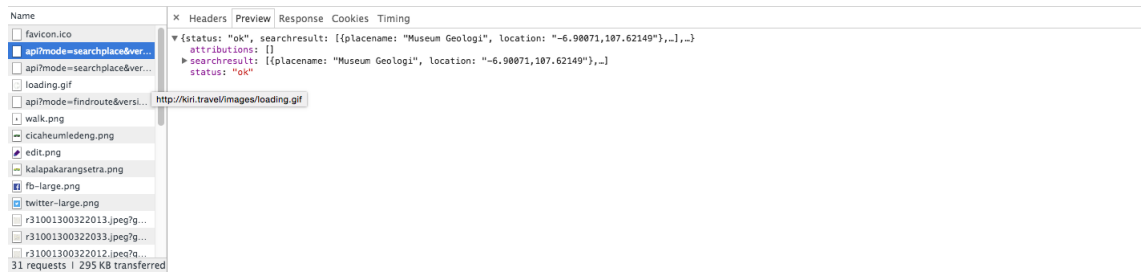 Name
favicon.ico
api?mode=searchplace&ver...
api?mode=searchplace&ver...
loading.gif
api?mode=findroute&versi...
walk.png
cicaheumledeng.png
edit.png
kalapakarangsetra.png
fb-large.png
twitter-large.png
r31001300322013.jpeg?g...
r31001300322033.jpeg?g...
r31001300322012.jpeg?g...
31 requests | 295 KB transferred
× Headers Preview Response Cookies Timing
▼{status: "ok", searchresult: [{placename: "Museum Geologi", location: "-6.90071,107.62149"},…],…}
attributions: []
▶searchresult: [{placename: "Museum Geologi", location: "-6.90071,107.62149"},…]
status: "ok"
http://kiri.travel/images/loading.gif